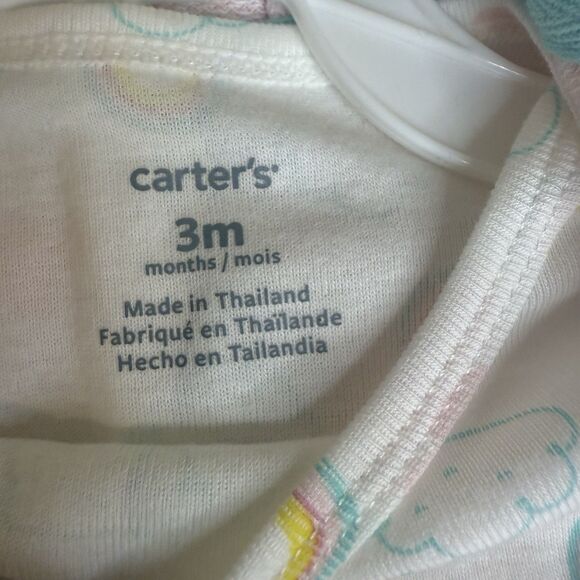 carter's
3m
months / mois
Made in Thailand
Fabriqué en Thaïlande
Hecho en Tailandia